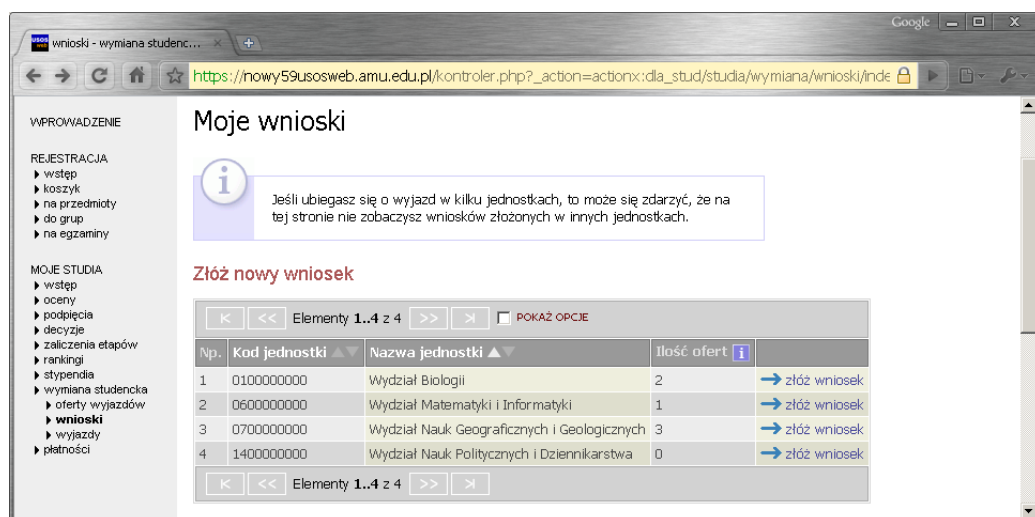 Google
USOS web wnioski - wymiana studenc...
https://nowy59usosweb.amu.edu.pl/kontroler.php?_action=actionx:dla_stud/studia/wymiana/wnioski/inde
WPROWADZENIE
REJESTRACJA
wstęp
koszyk
na przedmioty
do grup
na egzaminy
MOJE STUDIA
wstęp
oceny
podpięcia
decyzje
zaliczenia etapów
rankingi
stypendia
wymiana studencka
oferty wyjazdów
wnioski
wyjazdy
płatności
Moje wnioski
i
Jeśli ubiegasz się o wyjazd w kilku jednostkach, to może się zdarzyć, że na
tej stronie nie zobaczysz wniosków złożonych w innych jednostkach.
Złóż nowy wniosek
K << Elementy 1..4 z 4 >> > POKAŻ OPCJE
Np. Kod jednostki Nazwa jednostki Ilość ofert i
1 0100000000 Wydział Biologii 2 złóż wniosek
2 0600000000 Wydział Matematyki i Informatyki 1 złóż wniosek
3 0700000000 Wydział Nauk Geograficznych i Geologicznych 3 złóż wniosek
4 1400000000 Wydział Nauk Politycznych i Dziennikarstwa 0 złóż wniosek
K << Elementy 1..4 z 4 >> >